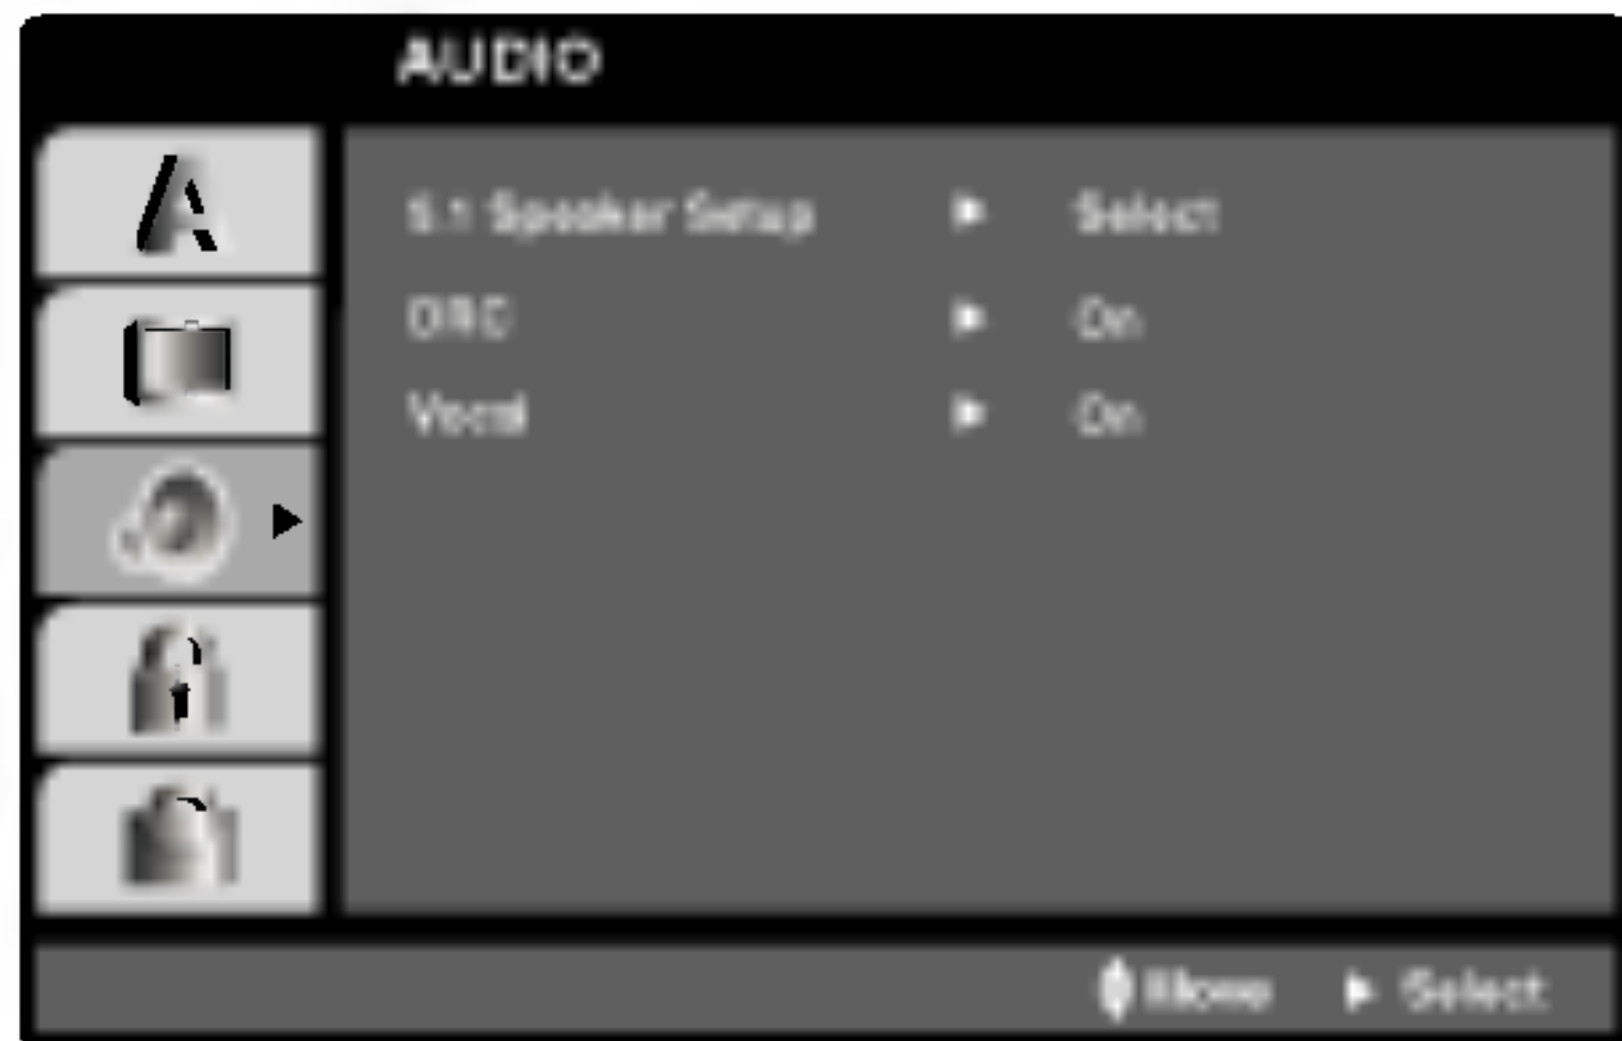 AUDIO
5.1 Speaker Setup ► Select
DRC ► On
Vocal ► On
Move ► Select